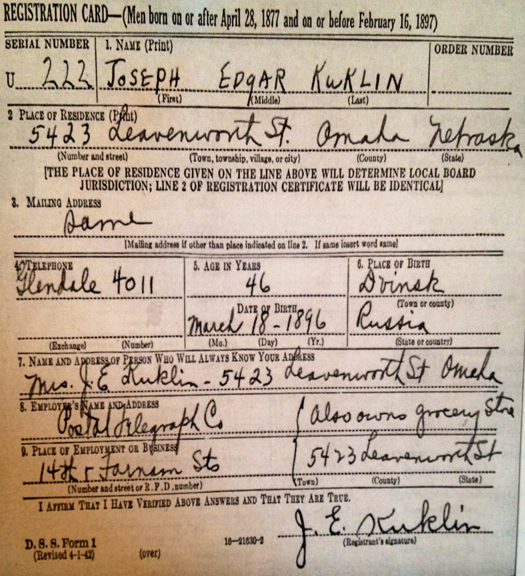 REGISTRATION CARD—(Men born on or after April 28, 1877 and on or before February 16, 1897)
SERIAL NUMBER 1. NAME (Print) ORDER NUMBER
U 222 JOSEPH EDGAR KUKLIN
(First) (Middle) (Last)
2 PLACE OF RESIDENCE (Print)
5423 Leavenworth St. Omaha Nebraska
(Number and street) (Town, township, village, or city) (County) (State)
[THE PLACE OF RESIDENCE GIVEN ON THE LINE ABOVE WILL DETERMINE LOCAL BOARD
JURISDICTION; LINE 2 OF REGISTRATION CERTIFICATE WILL BE IDENTICAL]
3. MAILING ADDRESS
Same
[Mailing address if other than place indicated on line 2. If same insert word same]
4. TELEPHONE 5. AGE IN YEARS 6. PLACE OF BIRTH
Glendale 4011 46 Dvinsk
DATE OF BIRTH (Town or county)
March 18-1896 Russia
(Exchange) (Number) (Mo.) (Day) (Yr.) (State or country)
7. NAME AND ADDRESS OF PERSON WHO WILL ALWAYS KNOW YOUR ADDRESS
Mrs. J.E. Kuklin - 5423 Leavenworth St Omaha
8. EMPLOYER'S NAME AND ADDRESS
Postal Telegraph Co (Also owns grocery Store
9. PLACE OF EMPLOYMENT OR BUSINESS
14th & Farnam Sts 5423 Leavenworth St
(Number and street or R.F.D. number) (Town) (County) (State)
I AFFIRM THAT I HAVE VERIFIED ABOVE ANSWERS AND THAT THEY ARE TRUE.
J. E. Kuklin
D. S. S. Form 1 16-21630-2 (Registrant's signature)
(Revised 4-1-42) (over)